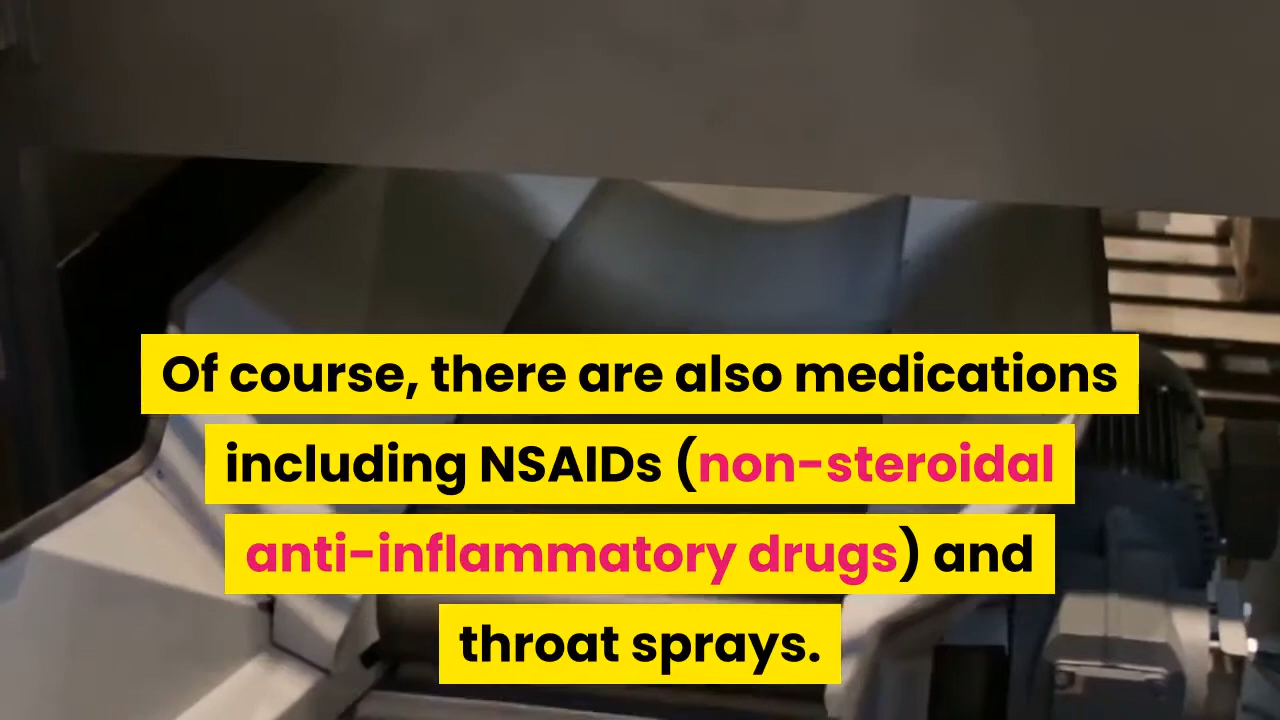 Of course, there are also medications
including NSAIDs (non-steroidal
anti-inflammatory drugs) and
throat sprays.